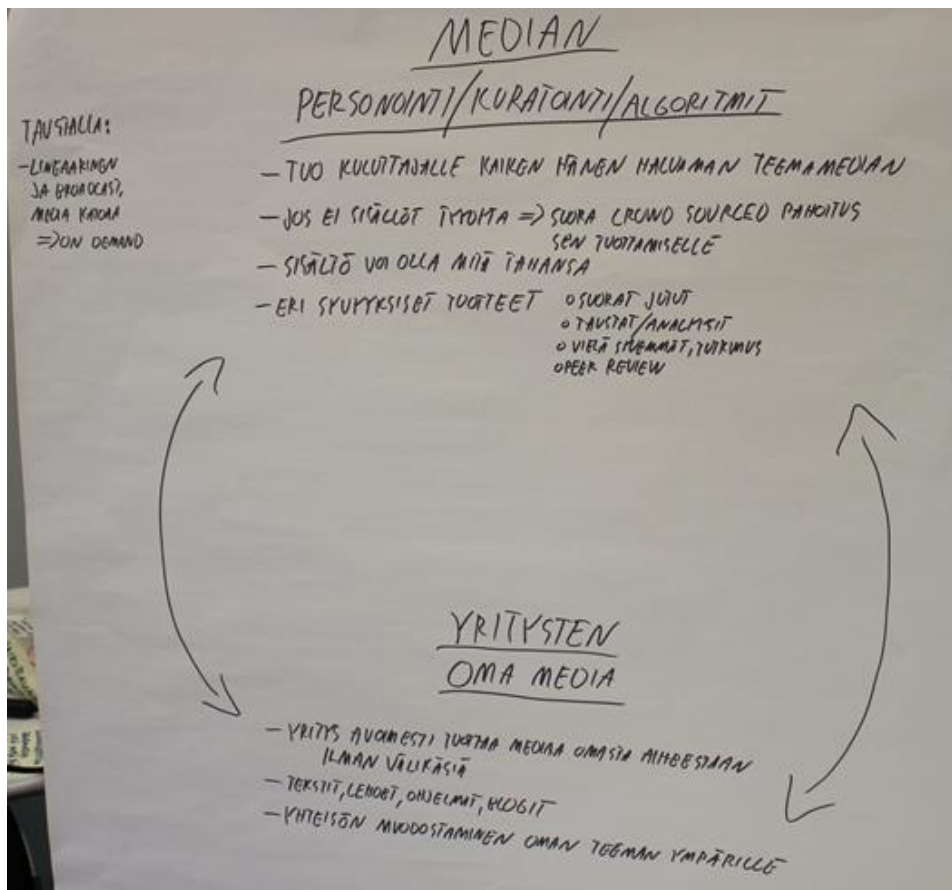 MEDIAN
PERSONOINTI/KURATOINTI/ALGORITMIT
TAUSTALLA:
- LINEAARINEN
JA BROADCAST,
MEDIA KATOAA
=> ON DEMAND
- TUO KULUTTAJALLE KAIKEN HÄNEN HALUAMAN TEEMAMEDIAN
- JOS EI SISÄLLÖT => SUORA CROWD SOURCED RAHOITUS
SEN TUOTTAMISELLE
- SISÄLTÖ VOI OLLA MITÄ TAHANSA
- ERI SYVYYKSISET TUOTTEET
o SUORAT JUTUT
o TAUSTAT/ANALYYSIT
o VIELÄ SYVEMMÄT, TUTKIMUS
o PEER REVIEW
YRITYSTEN
OMA MEDIA
- YRITYS AVOIMESTI TUOTTAA MEDIAA OMASTA AIHEESTAAN
ILMAN VÄLIKÄSIÄ
- TEKSTIT, LEHDET, OHJELMAT, BLOGIT
- YHTEISÖN MUODOSTAMINEN OMAN TEEMAN YMPÄRILLE